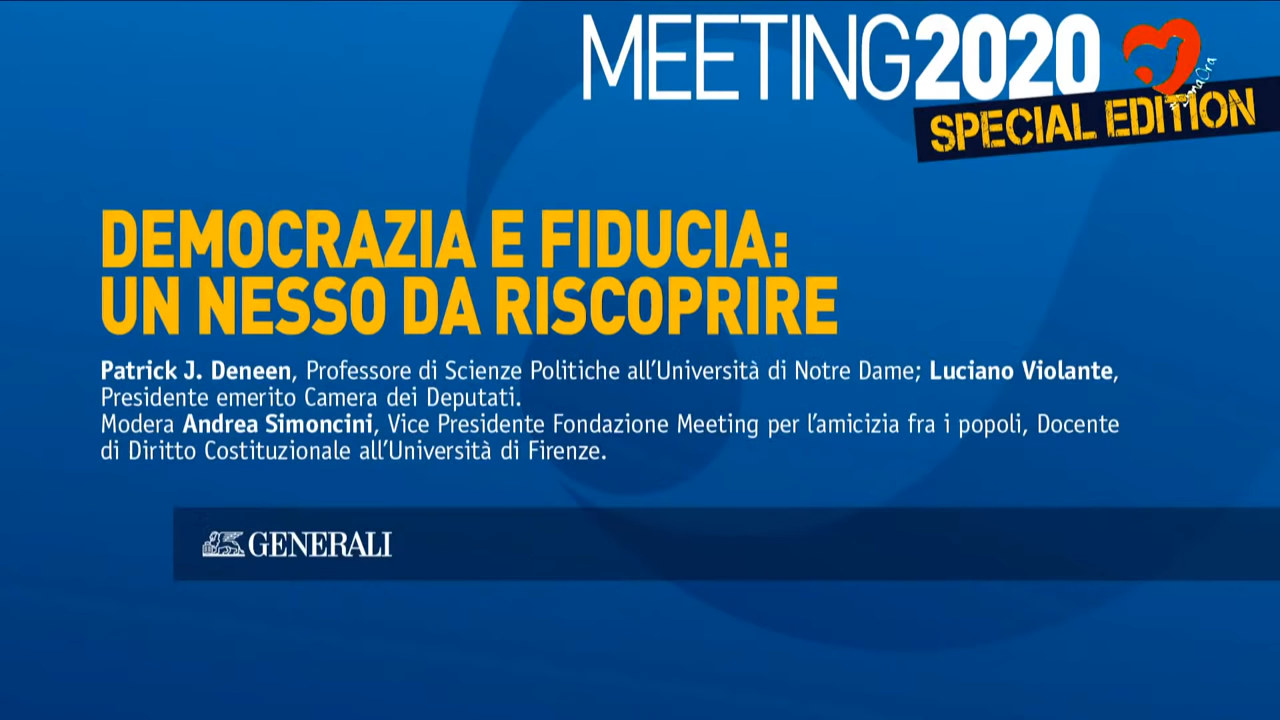 MEETING2020
SPECIAL EDITION
DEMOCRAZIA E FIDUCIA:
UN NESSO DA RISCOPRIRE
Patrick J. Deneen, Professore di Scienze Politiche all’Università di Notre Dame; Luciano Violante,
Presidente emerito Camera dei Deputati.
Modera Andrea Simoncini, Vice Presidente Fondazione Meeting per l’amicizia fra i popoli, Docente
di Diritto Costituzionale all’Università di Firenze.
GENERALI